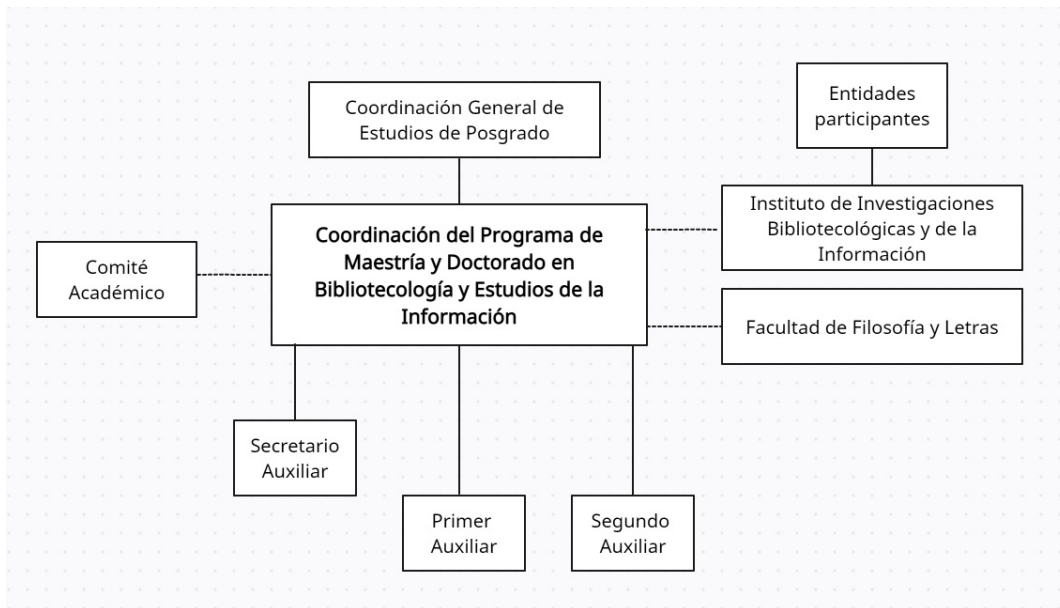 Coordinación General de
Estudios de Posgrado
Entidades
participantes
Coordinación del Programa de
Maestría y Doctorado en
Bibliotecología y Estudios de la
Información
Instituto de Investigaciones
Bibliotecológicas y de la
Información
Comité
Académico
Facultad de Filosofía y Letras
Secretario
Auxiliar
Primer
Auxiliar
Segundo
Auxiliar